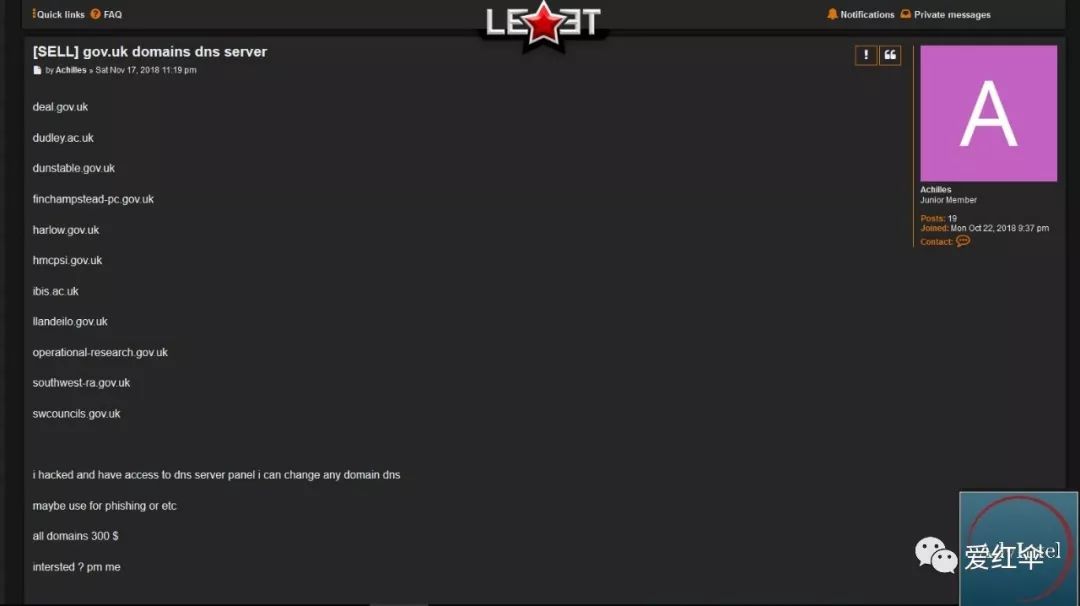 Quick links FAQ
LEET
Notifications Private messages
[SELL] gov.uk domains dns server
by Achilles » Sat Nov 17, 2018 11:19 pm
! “
A
Achilles
Junior Member
Posts: 19
Joined: Mon Oct 22, 2018 9:37 pm
Contact:
deal.gov.uk
dudley.ac.uk
dunstable.gov.uk
finchampstead-pc.gov.uk
harlow.gov.uk
hmcpsi.gov.uk
ibis.ac.uk
llandeilo.gov.uk
operational-research.gov.uk
southwest-ra.gov.uk
swcouncils.gov.uk
i hacked and have access to dns server panel i can change any domain dns
maybe use for phishing or etc
all domains 300 $
intersted ? pm me
爱红伞